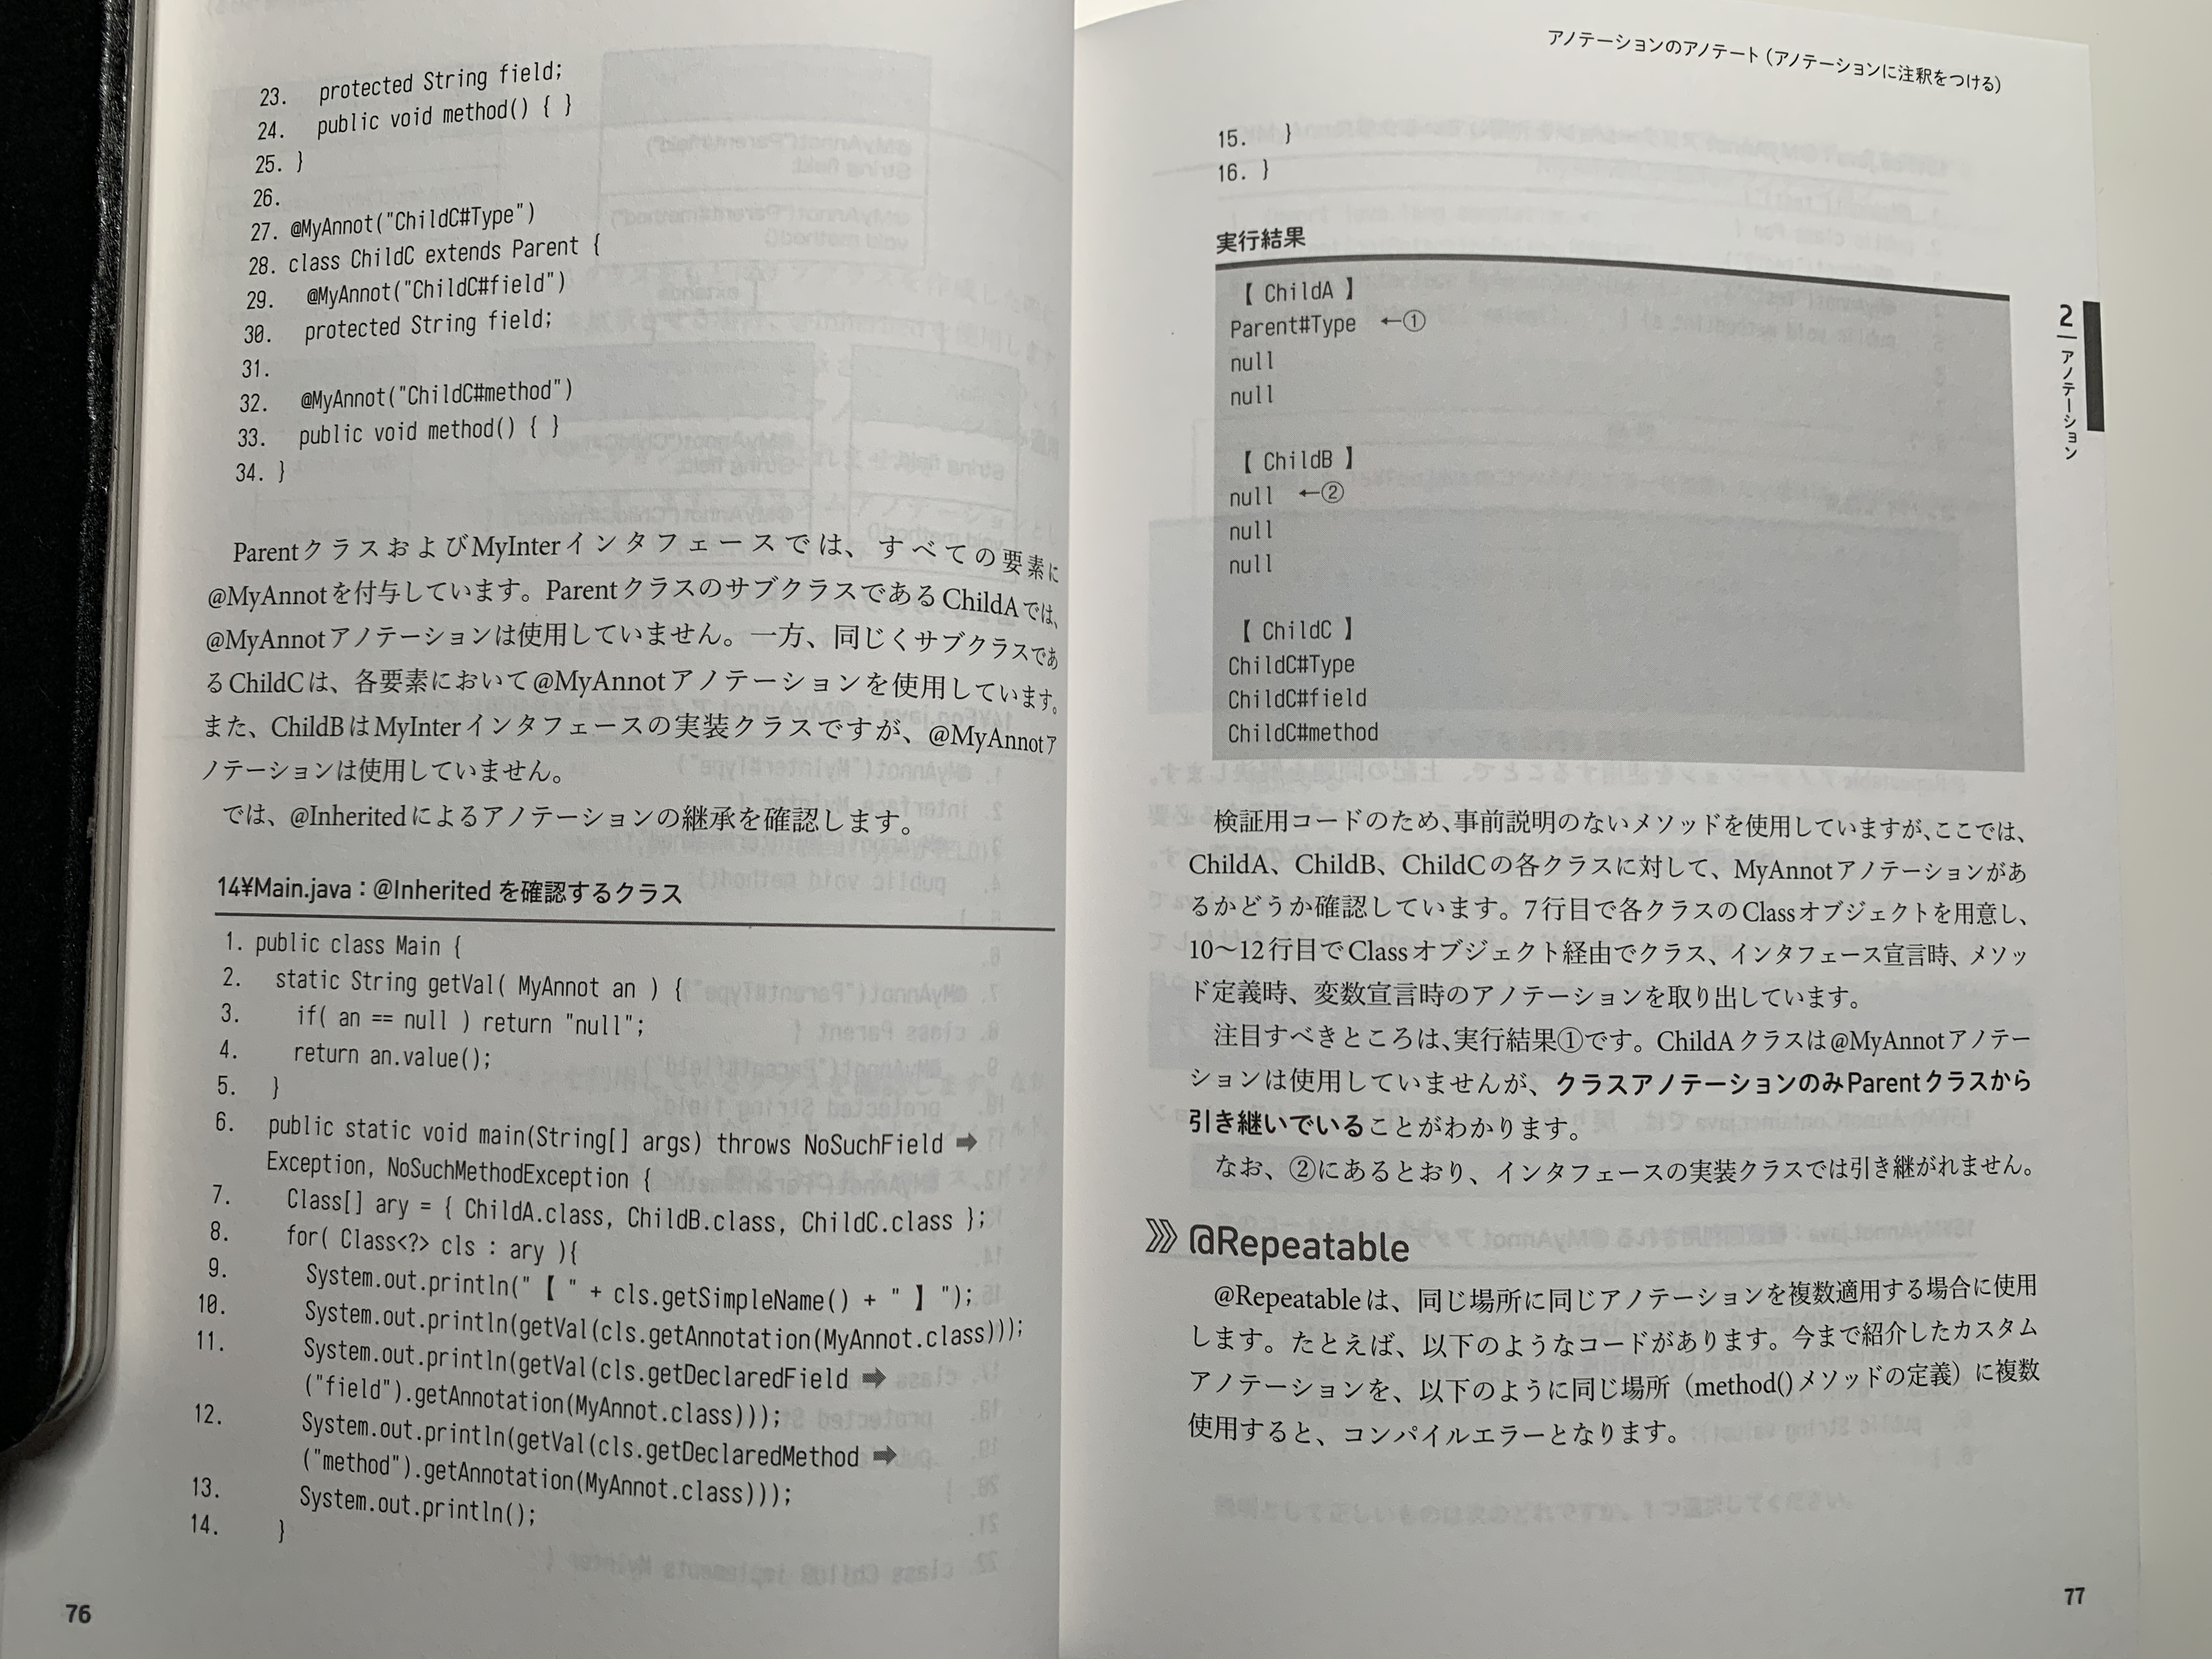 23. protected String field;
24. public void method() { }
25. }
26.
27. @MyAnnot("ChildC#Type")
28. class ChildC extends Parent {
29. @MyAnnot("ChildC#field")
30. protected String field;
31.
32. @MyAnnot("ChildC#method")
33. public void method() { }
34. }
ParentクラスおよびMyInterインタフェースでは、すべての要素に
@MyAnnotを付与しています。ParentクラスのサブクラスであるChildAでは、
@MyAnnotアノテーションは使用していません。一方、同じくサブクラスであ
るChildCは、各要素において@MyAnnotアノテーションを使用しています。
また、ChildBはMyInterインタフェースの実装クラスですが、@MyAnnotア
ノテーションは使用していません。
では、@Inheritedによるアノテーションの継承を確認します。
14¥Main.java：@Inherited を確認するクラス
1. public class Main {
2. static String getVal( MyAnnot an ) {
3. if( an == null ) return "null";
4. return an.value();
5. }
6. public static void main(String[] args) throws NoSuchField ➡
Exception, NoSuchMethodException {
7. Class[] ary = { ChildA.class, ChildB.class, ChildC.class };
8. for( Class<?> cls : ary ){
9. System.out.println("【 " + cls.getSimpleName() + " 】");
10. System.out.println(getVal(cls.getAnnotation(MyAnnot.class)));
11. System.out.println(getVal(cls.getDeclaredField ➡
("field").getAnnotation(MyAnnot.class)));
12. System.out.println(getVal(cls.getDeclaredMethod ➡
("method").getAnnotation(MyAnnot.class)));
13. System.out.println();
14. }
76
アノテーションのアノテート（アノテーションに注釈をつける）
15. }
16. }
実行結果
【 ChildA 】
Parent#Type ←①
null
null
【 ChildB 】
null ←②
null
null
【 ChildC 】
ChildC#Type
ChildC#field
ChildC#method
検証用コードのため、事前説明のないメソッドを使用していますが、ここでは、
ChildA、ChildB、ChildCの各クラスに対して、MyAnnotアノテーションがあ
るかどうか確認しています。7行目で各クラスのClassオブジェクトを用意し、
10～12行目でClassオブジェクト経由でクラス、インタフェース宣言時、メソッ
ド定義時、変数宣言時のアノテーションを取り出しています。
注目すべきところは、実行結果①です。ChildAクラスは@MyAnnotアノテー
ションは使用していませんが、クラスアノテーションのみParentクラスから
引き継いでいることがわかります。
なお、②にあるとおり、インタフェースの実装クラスでは引き継がれません。
@Repeatable
@Repeatableは、同じ場所に同じアノテーションを複数適用する場合に使用
します。たとえば、以下のようなコードがあります。今まで紹介したカスタム
アノテーションを、以下のように同じ場所（method()メソッドの定義）に複数
使用すると、コンパイルエラーとなります。
2
アノテーション
77